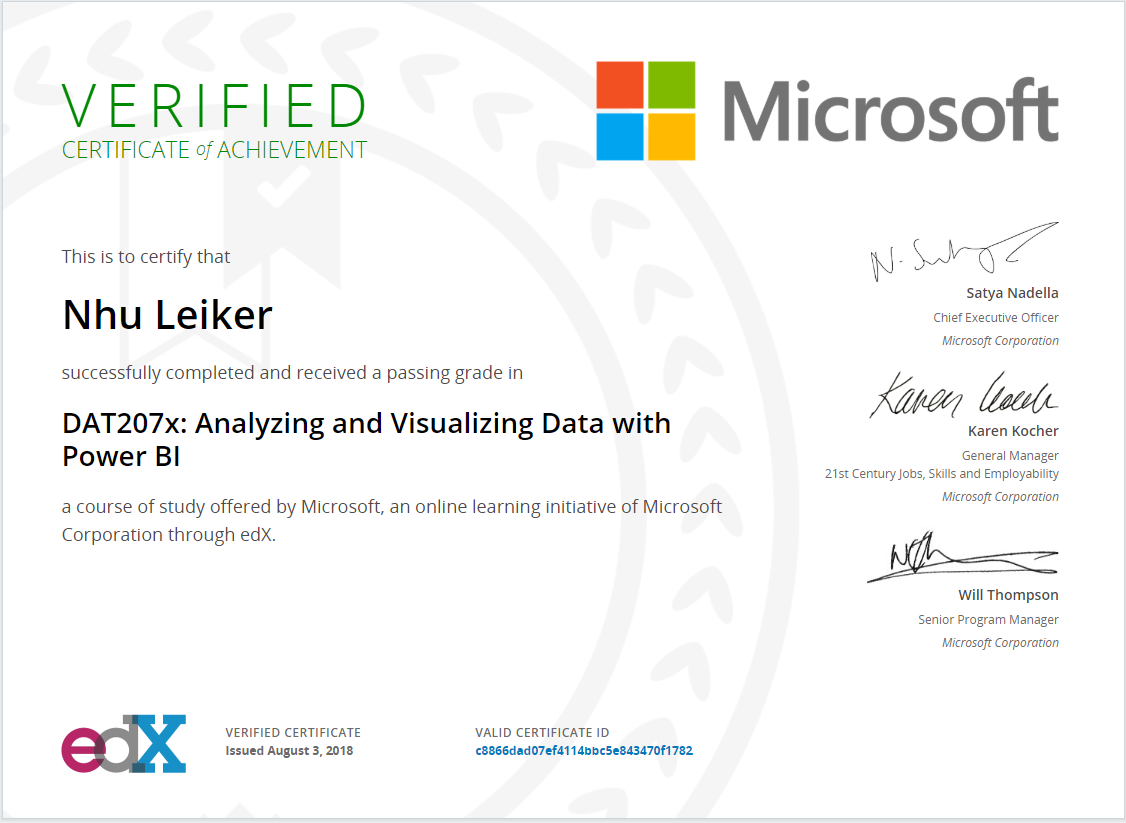 VERIFIED
CERTIFICATE of ACHIEVEMENT
Microsoft
This is to certify that
Nhu Leiker
successfully completed and received a passing grade in
DAT207x: Analyzing and Visualizing Data with
Power BI
a course of study offered by Microsoft, an online learning initiative of Microsoft
Corporation through edX.
N. Satya
Satya Nadella
Chief Executive Officer
Microsoft Corporation
Karen Kocher
Karen Kocher
General Manager
21st Century Jobs, Skills and Employability
Microsoft Corporation
Will Thompson
Senior Program Manager
Microsoft Corporation
edX
VERIFIED CERTIFICATE
Issued August 3, 2018
VALID CERTIFICATE ID
c8866dad07ef4114bbc5e843470f1782